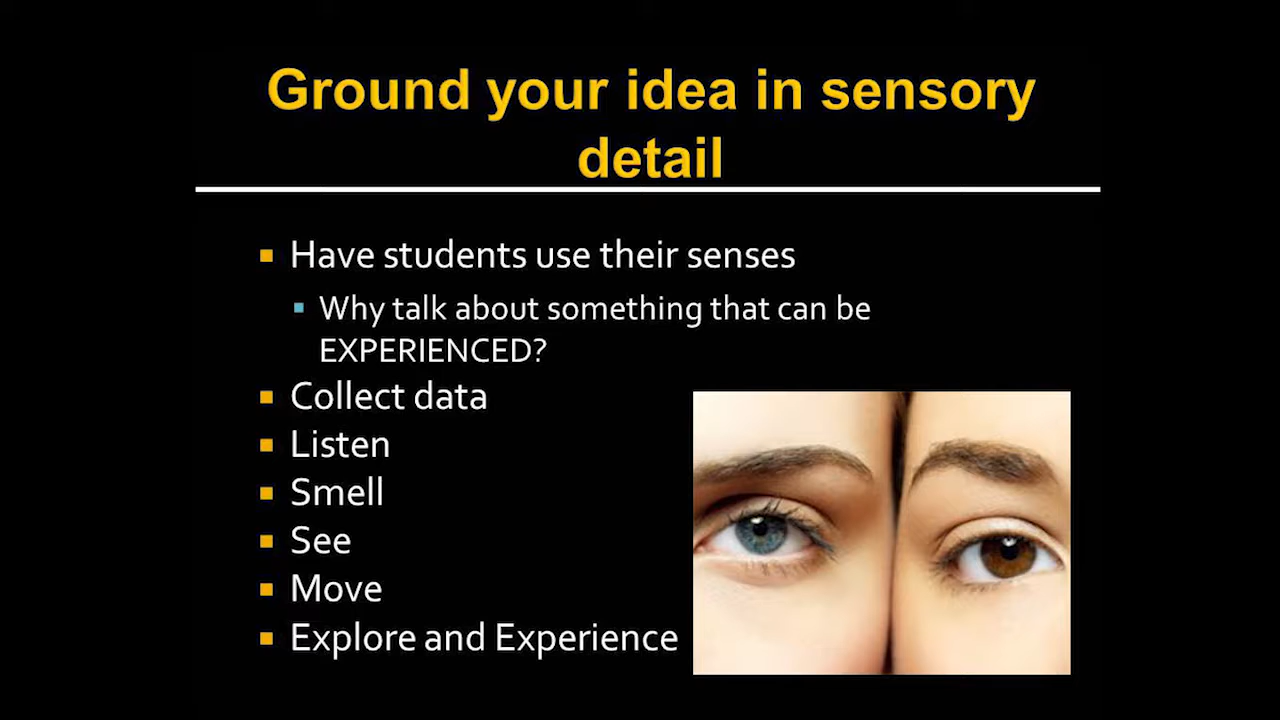 Ground your idea in sensory
detail
Have students use their senses
Why talk about something that can be
EXPERIENCED?
Collect data
Listen
Smell
See
Move
Explore and Experience